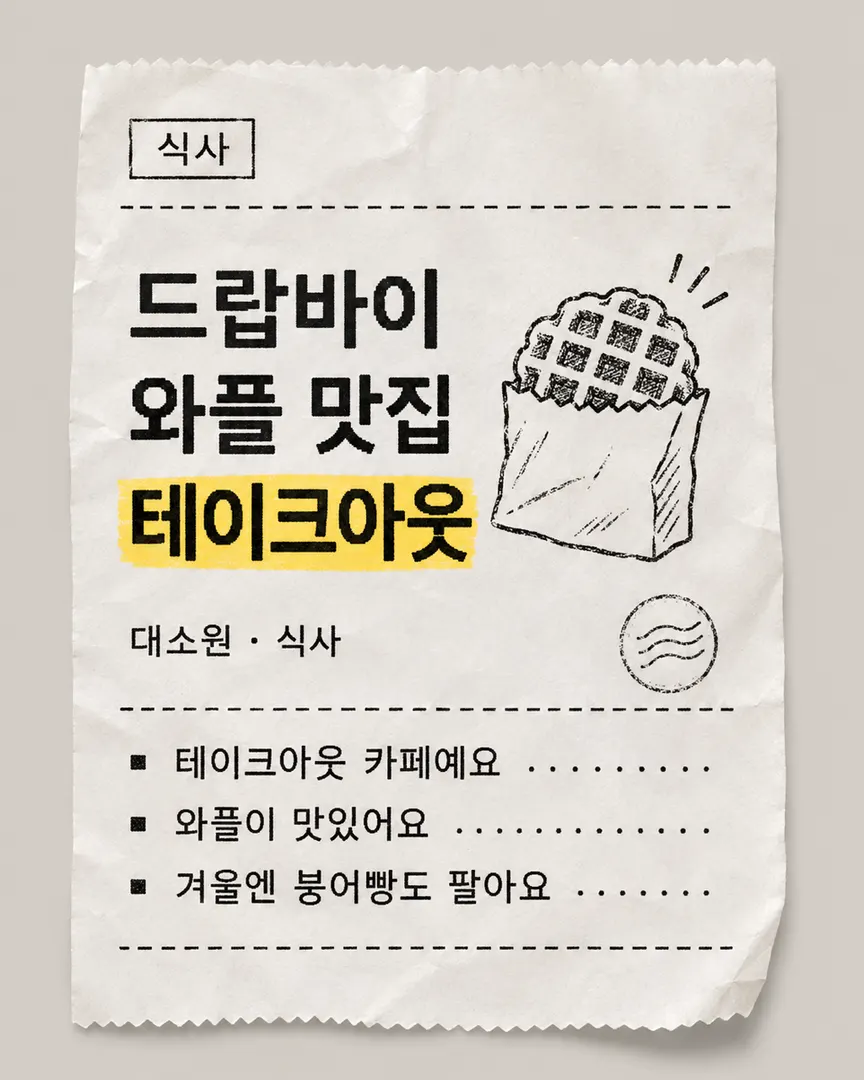 식사
드랍바이
와플 맛집
테이크아웃
대소원 · 식사
■ 테이크아웃 카페예요 . . . . . . . . . .
■ 와플이 맛있어요 . . . . . . . . . . . . . .
■ 겨울엔 붕어빵도 팔아요 . . . . . . .